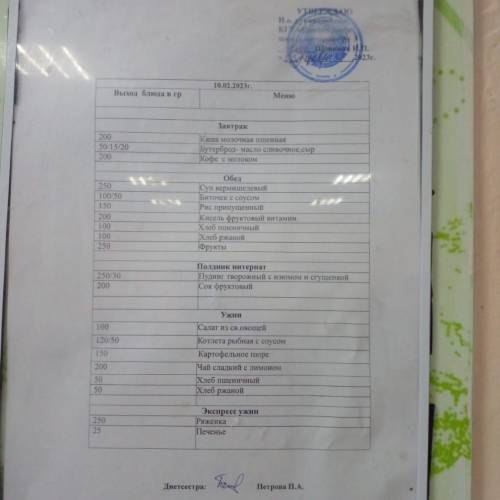 УТВЕРЖДАЮ
И.о.
КГ
И.П.
2023г.
10.02.2023г.
Выход блюда в гр Меню
Завтрак
200 Каша молочная пшенная
50/15/20 Бутерброд- масло сливочное,сыр
200 Кофе с молоком
Обед
250 Суп вермишелевый
100/50 Биточек с соусом
150 Рис припущенный
200 Кисель фруктовый витамин
100 Хлеб пшеничный
100 Хлеб ржаной
250 Фрукты
Полдник интернат
250/30 Пудинг творожный с изюмом и сгущенкой
200 Сок фруктовый
Ужин
100 Салат из св.овощей
120/50 Котлета рыбная с соусом
150 Картофельное пюре
200 Чай сладкий с лимоном
50 Хлеб пшеничный
50 Хлеб ржаной
Экспресс ужин
250 Ряженка
25 Печенье
Диетсестра: Петрова П.А.